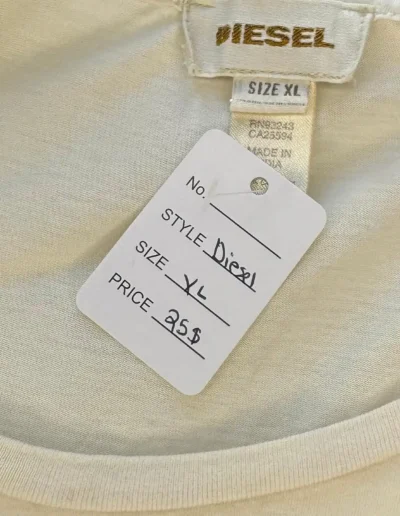 DIESEL
SIZE XL
RN93243
CA25594
MADE IN
No.
STYLE Diesel
SIZE XL
PRICE 25$